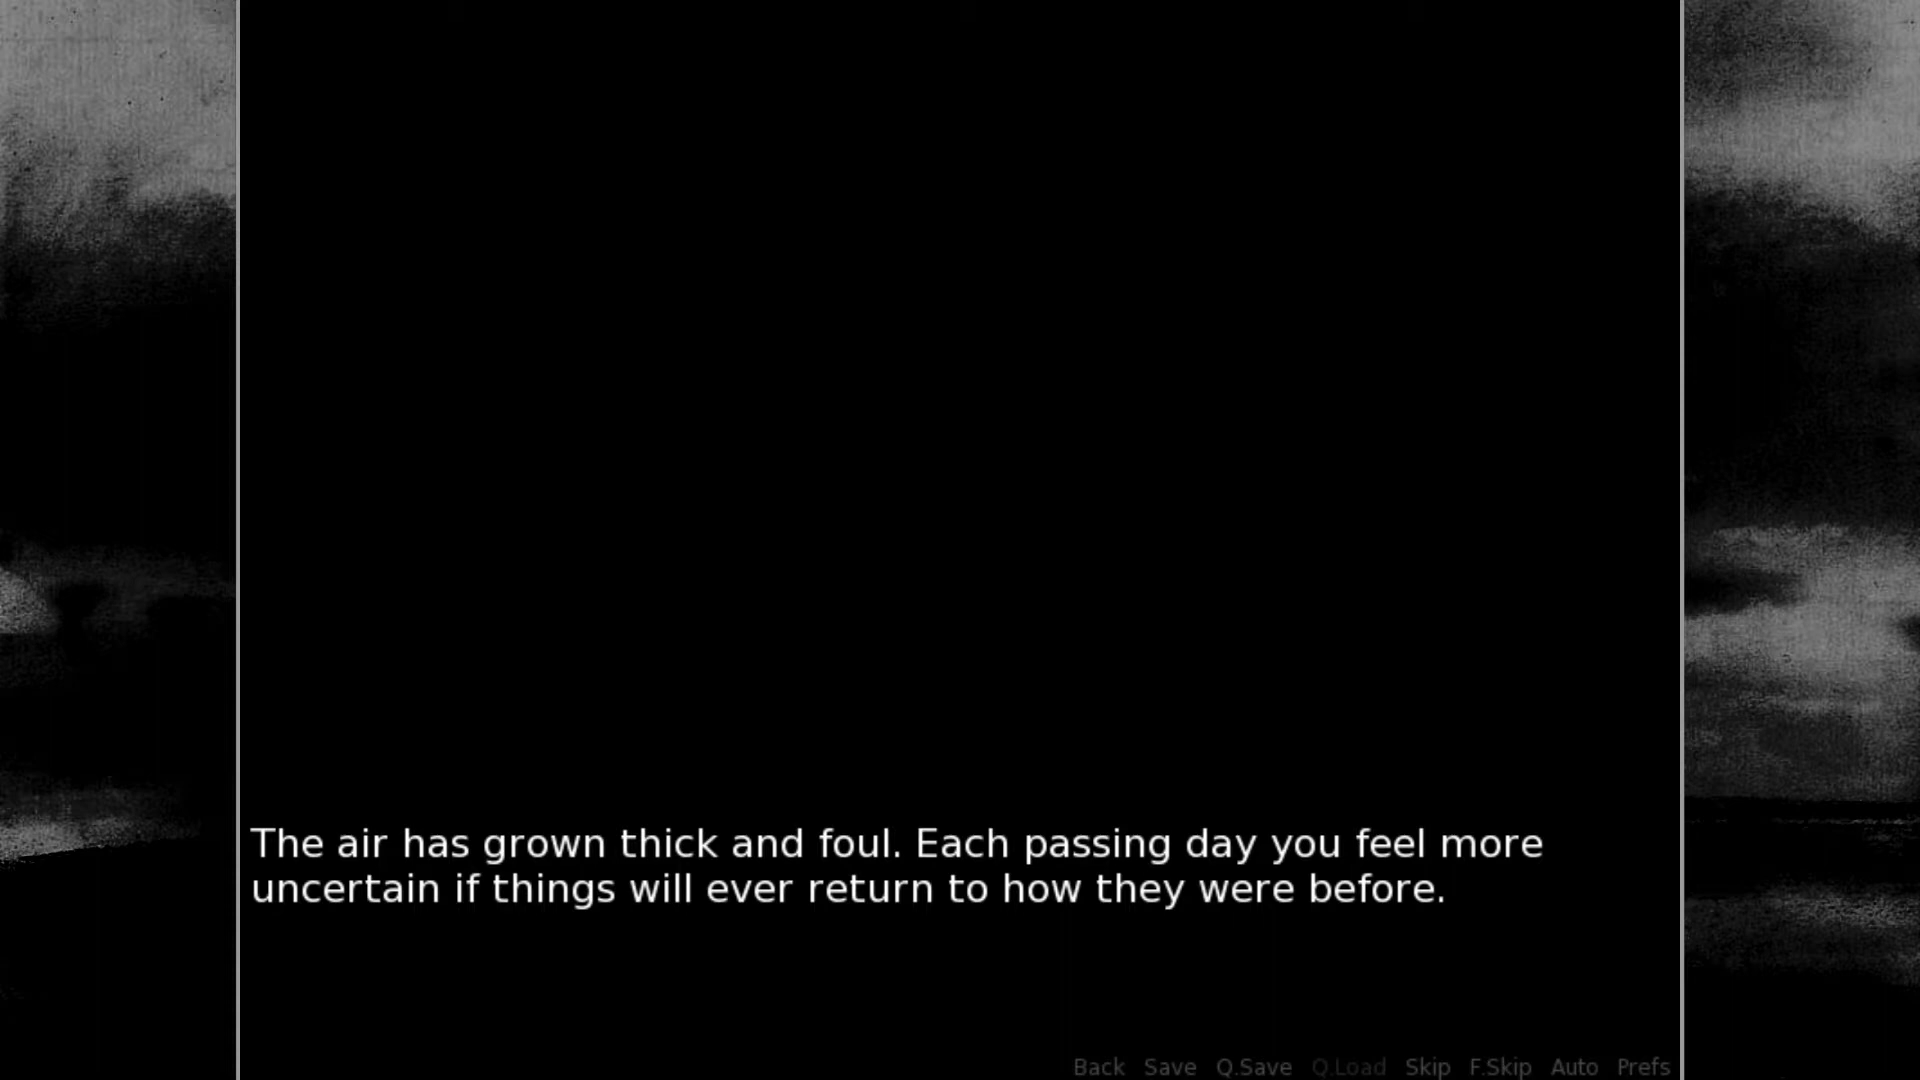 The air has grown thick and foul. Each passing day you feel more
uncertain if things will ever return to how they were before.
Back Save Q.Save Q.Load Skip F.Skip Auto Prefs